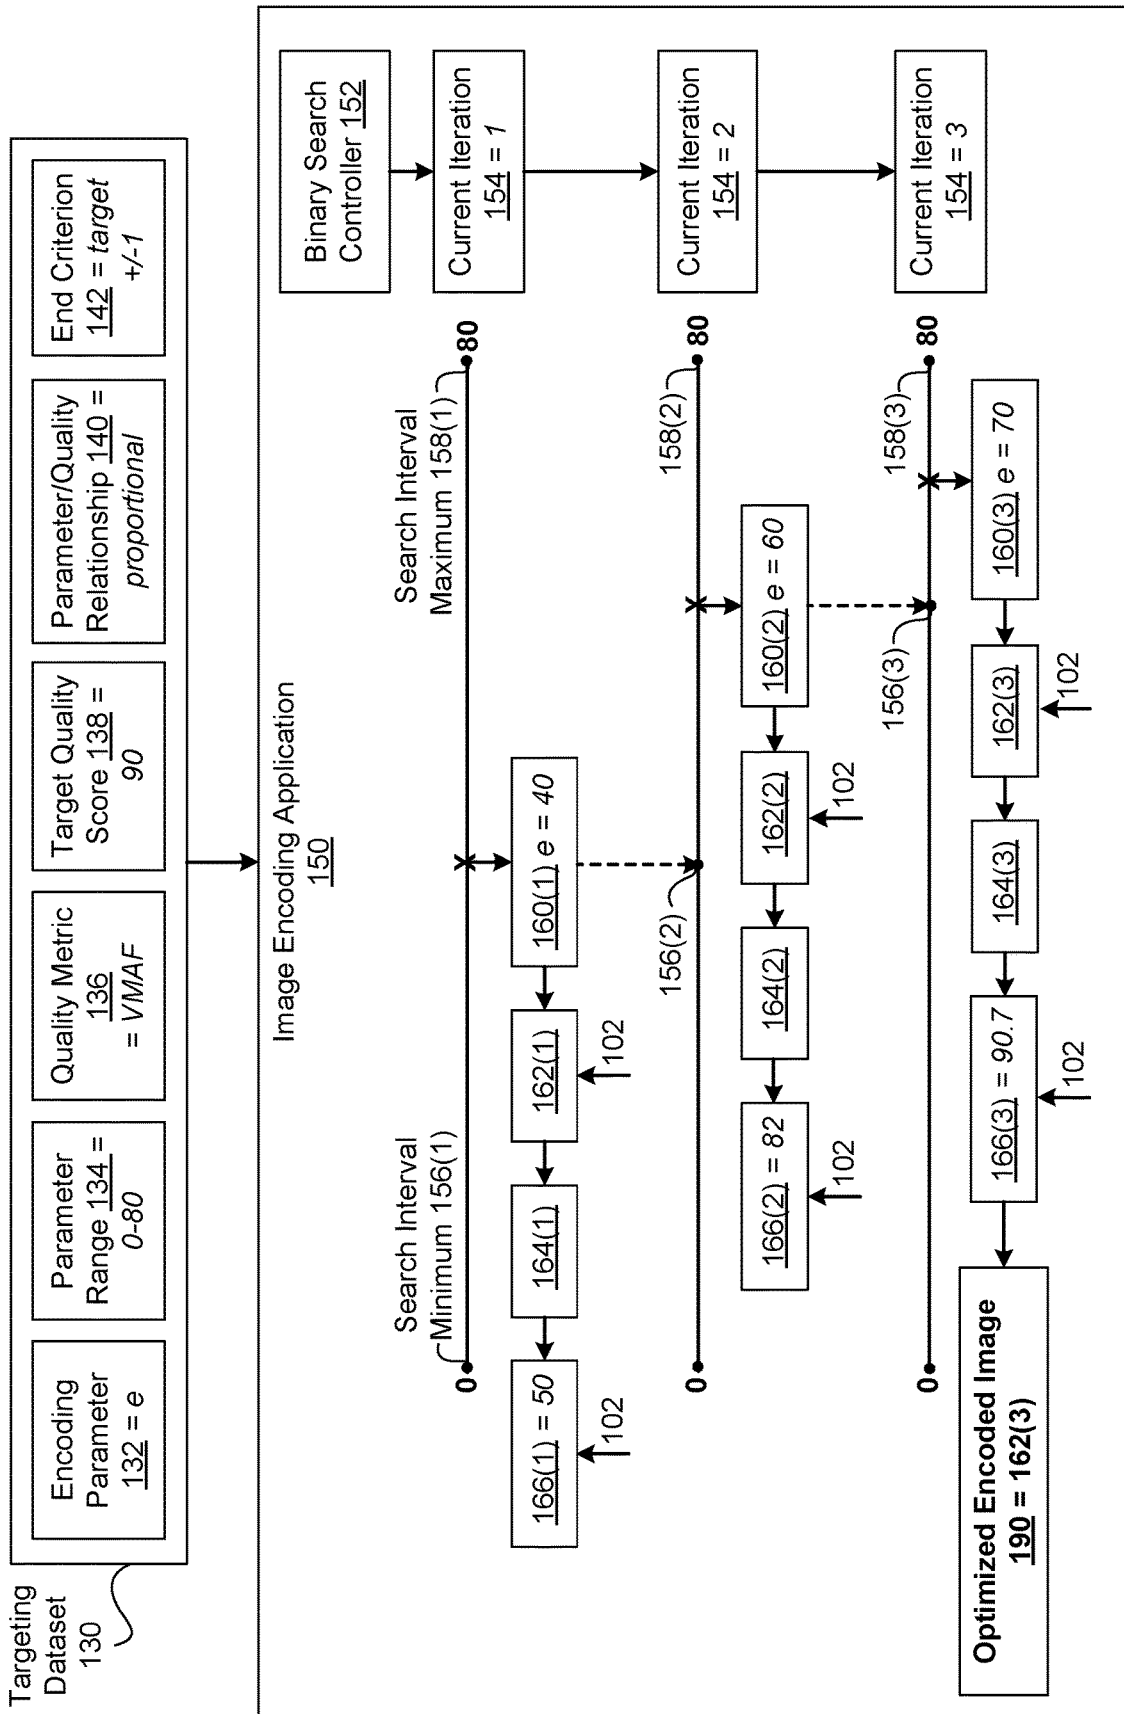 Targeting
Dataset
130
Encoding
Parameter
132 = e
Parameter
Range 134 =
0-80
Quality Metric
136
= VMAF
Target Quality
Score 138 =
90
Parameter/Quality
Relationship 140 =
proportional
End Criterion
142 = target
+/-1
Image Encoding Application
150
Binary Search
Controller 152
Search Interval
Minimum 156(1)
Search Interval
Maximum 158(1)
0
80
Current Iteration
154 = 1
166(1) = 50
164(1)
162(1)
160(1) e = 40
102
102
156(2)
158(2)
0
80
Current Iteration
154 = 2
166(2) = 82
164(2)
162(2)
160(2) e = 60
102
102
156(3)
158(3)
0
80
Current Iteration
154 = 3
Optimized Encoded Image
190 = 162(3)
166(3) = 90.7
164(3)
162(3)
160(3) e = 70
102
102